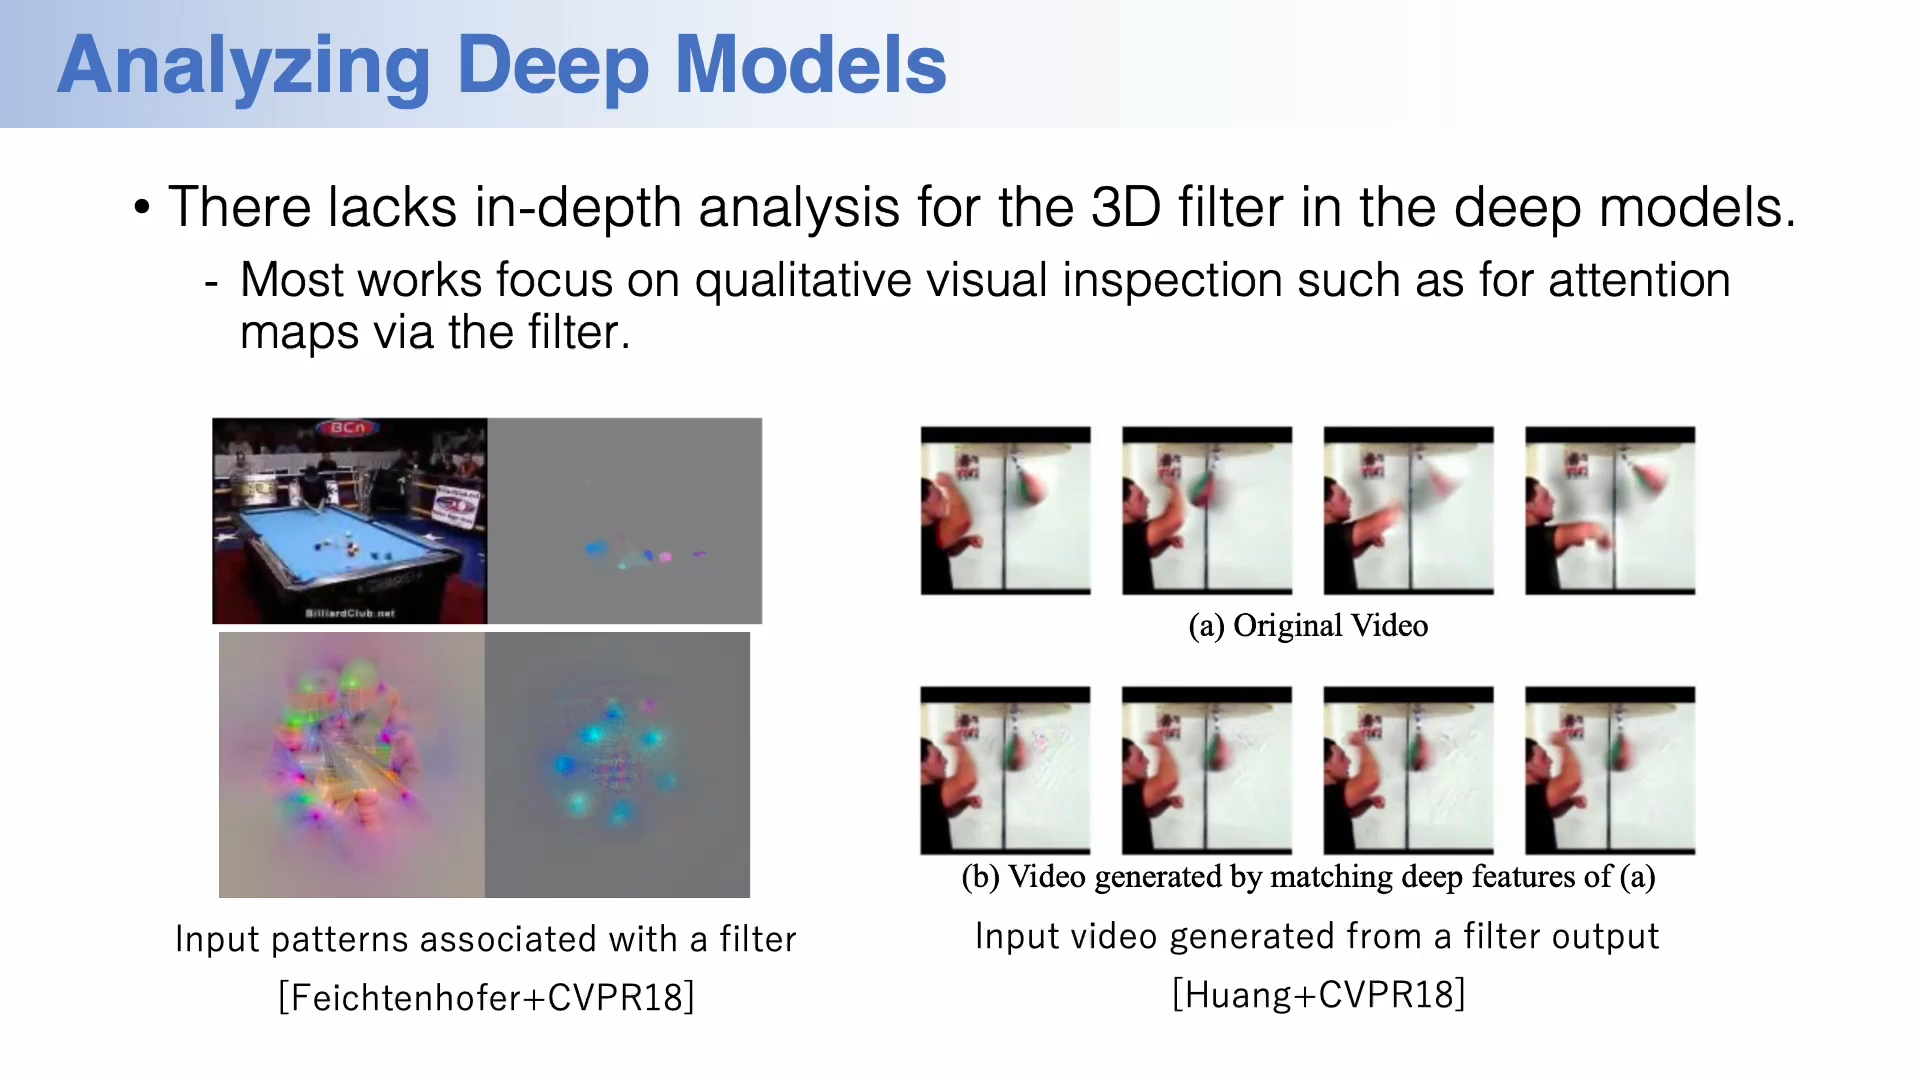 Analyzing Deep Models
• There lacks in-depth analysis for the 3D filter in the deep models.
- Most works focus on qualitative visual inspection such as for attention
maps via the filter.
BCn
BilliardClub.net
(a) Original Video
(b) Video generated by matching deep features of (a)
Input patterns associated with a filter
[Feichtenhofer+CVPR18]
Input video generated from a filter output
[Huang+CVPR18]